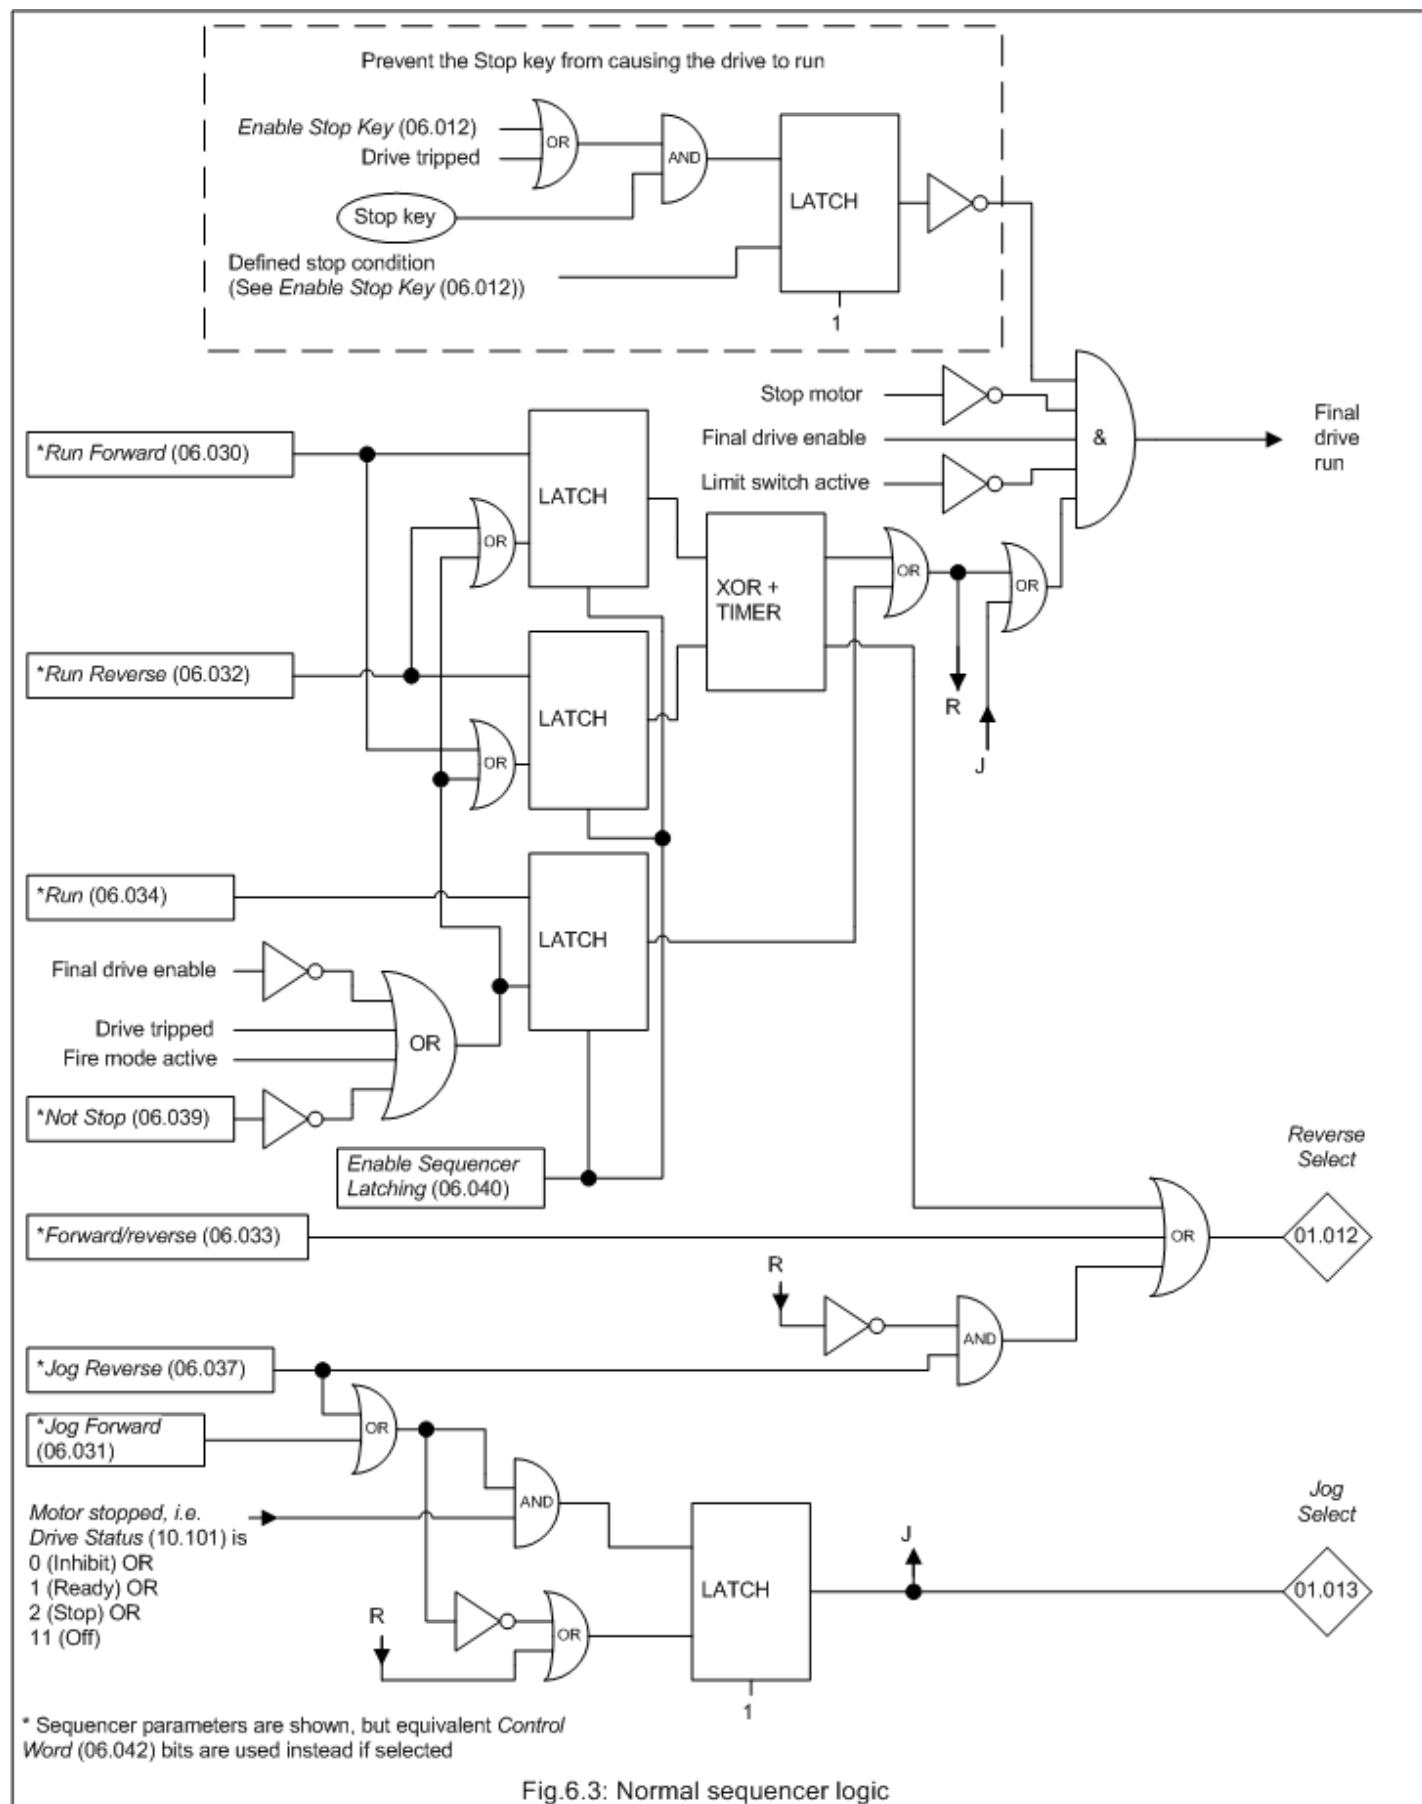 Prevent the Stop key from causing the drive to run
Enable Stop Key (06.012)
Drive tripped
OR
AND
Stop key
LATCH
Defined stop condition
(See Enable Stop Key (06.012))
1
Stop motor
Final drive enable
Limit switch active
&
Final
drive
run
*Run Forward (06.030)
LATCH
OR
XOR +
TIMER
OR
OR
*Run Reverse (06.032)
LATCH
OR
R
J
*Run (06.034)
LATCH
Final drive enable
Drive tripped
Fire mode active
OR
*Not Stop (06.039)
Enable Sequencer
Latching (06.040)
Reverse
Select
*Forward/reverse (06.033)
OR
01.012
R
AND
*Jog Reverse (06.037)
*Jog Forward
(06.031)
OR
AND
Motor stopped, i.e.
Drive Status (10.101) is
0 (Inhibit) OR
1 (Ready) OR
2 (Stop) OR
11 (Off)
R
OR
LATCH
1
J
Jog
Select
01.013
* Sequencer parameters are shown, but equivalent Control
Word (06.042) bits are used instead if selected
Fig.6.3: Normal sequencer logic